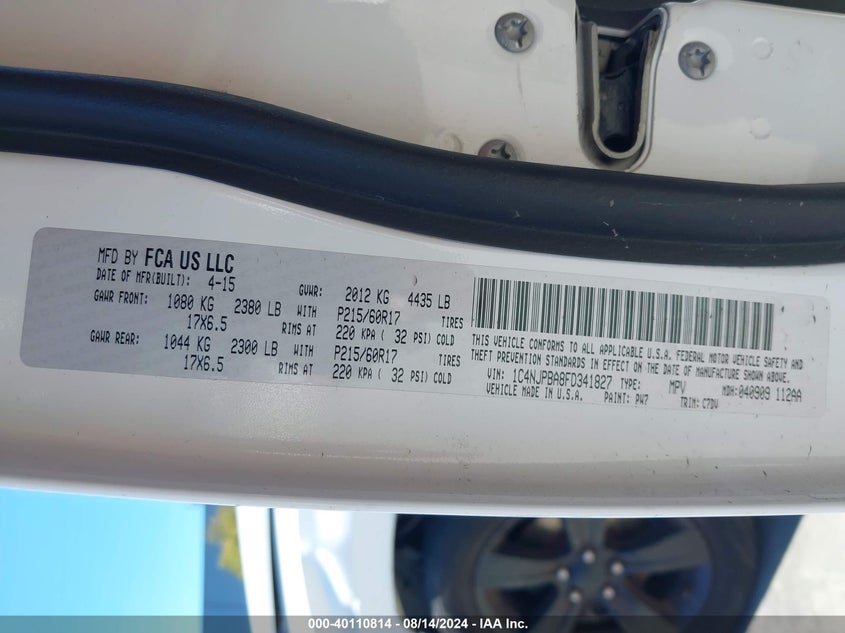 MFD BY FCA US LLC
DATE OF MFR(BUILT): 4-15 GVWR: 2012 KG 4435 LB
GAWR FRONT: 1080 KG 2380 LB WITH P215/60R17 TIRES
17X6.5 RIMS AT 220 KPA ( 32 PSI) COLD
GAWR REAR: 1044 KG 2300 LB WITH P215/60R17 TIRES
17X6.5 RIMS AT 220 KPA ( 32 PSI) COLD
THIS VEHICLE CONFORMS TO ALL APPLICABLE U.S.A. FEDERAL MOTOR VEHICLE SAFETY AND
THEFT PREVENTION STANDARDS IN EFFECT ON THE DATE OF MANUFACTURE SHOWN ABOVE.
VIN: 1C4NJPBA8FD341827 TYPE: MPV MDH:040909 112AA
VEHICLE MADE IN U.S.A. PAINT: PW7 TRIM: C7DV
000-40110814 - 08/14/2024 - IAA Inc.